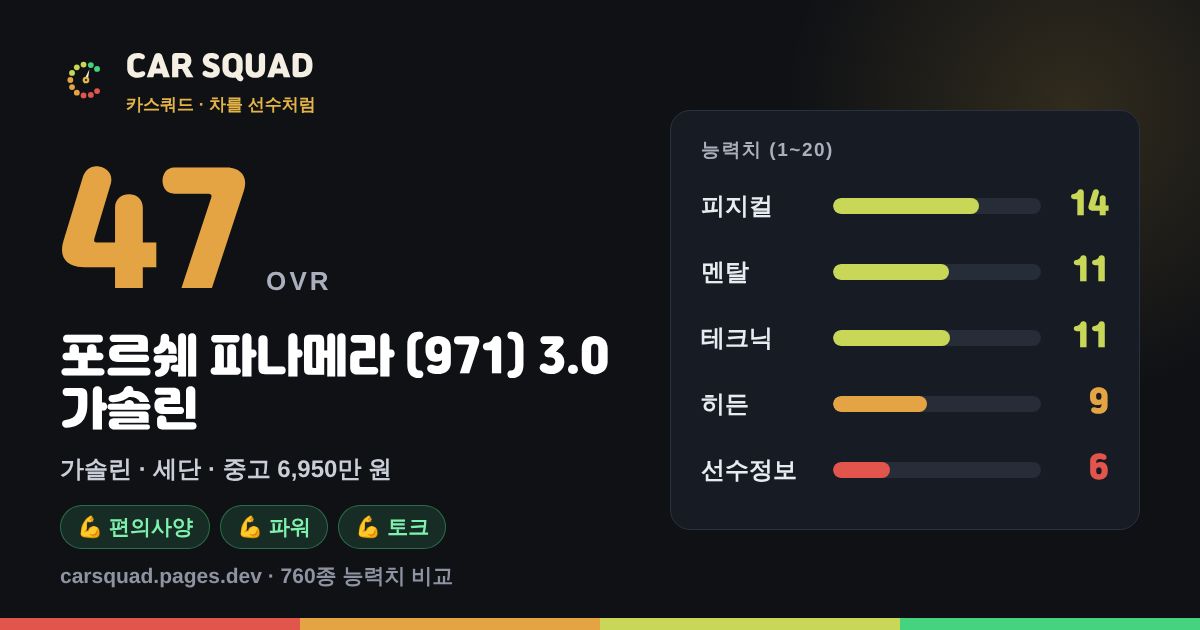 CAR SQUAD
카스쿼드 · 차를 선수처럼
47 OVR
포르쉐 파나메라 (971) 3.0
가솔린
가솔린 · 세단 · 중고 6,950만 원
💪 편의사양 💪 파워 💪 토크
carsquad.pages.dev · 760종 능력치 비교
능력치 (1~20)
피지컬 14
멘탈 11
테크닉 11
히든 9
선수정보 6